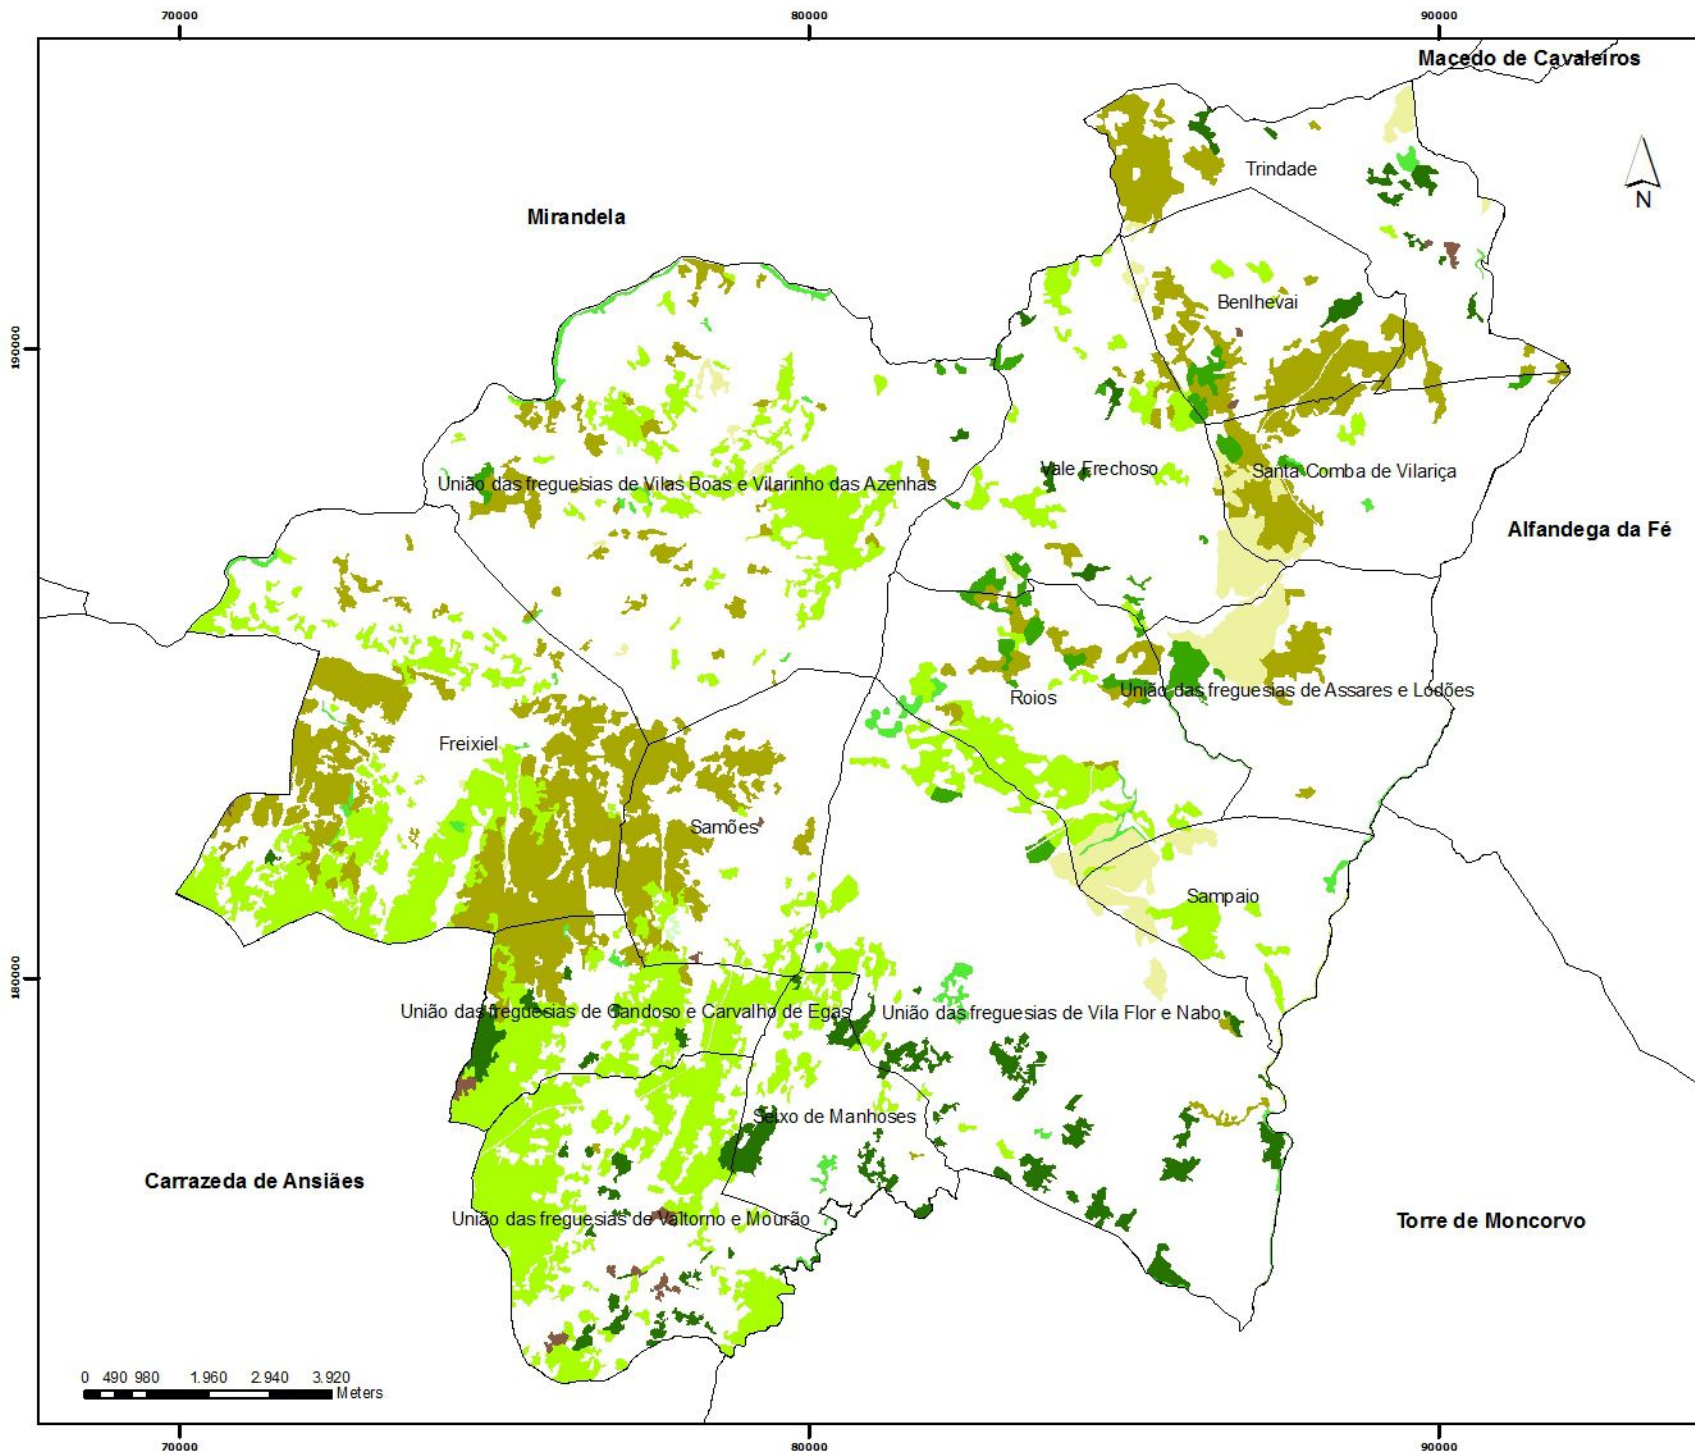 70000 80000 90000
Macedo de Cavaleiros
Trindade
N
Mirandela
Benlhevai
190000
Vale Frechoso
Santa Comba de Vilariça
União das freguesias de Vilas Boas e Vilarinho das Azenhas
Alfandega da Fé
União das freguesias de Assares e Lodões
Roios
Freixiel
Samões
Sampaio
180000
União das freguesias de Candoso e Carvalho de Egas
União das freguesias de Vila Flor e Nabo
Seixo de Manhoses
Carrazeda de Ansiães
União das freguesias de Valtorno e Mourão
Torre de Moncorvo
0 490 980 1.960 2.940 3.920
Meters
70000 80000 90000